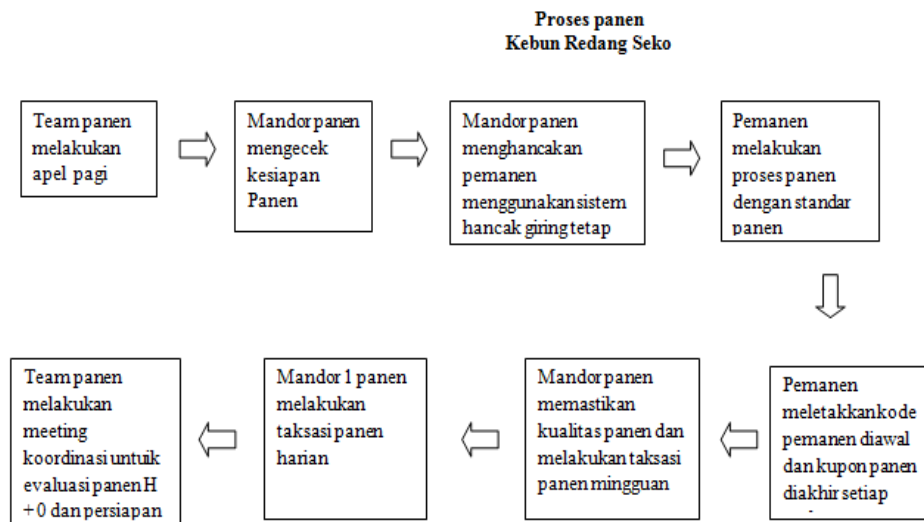 Proses panen
Kebun Redang Seko
Team panen
melakukan
apel pagi
Mandor panen
mengecek
kesiapan
Panen
Mandor panen
menghancakan
pemanen
menggunakan sistem
hancak giring tetap
Pemanen
melakukan
proses panen
dengan standar
panen
Team panen
melakukan
meeting
koordinasi untuik
evaluasi panen H
+0 dan persiapan
Mandor 1 panen
melakukan
taksasi panen
harian
Mandor panen
memastikan
kualitas panen dan
melakukan taksasi
panen mingguan
Pemanen
meletakkan kode
pemanen diawal
dan kupon panen
diakhir setiap